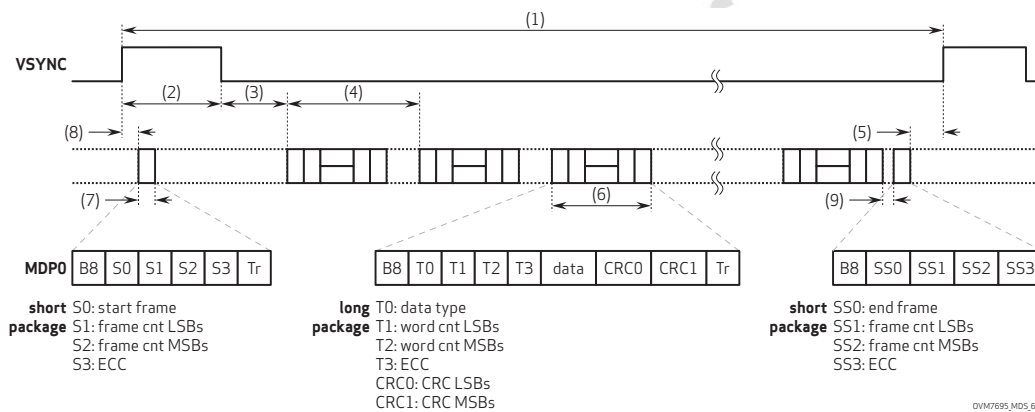 (1)
VSYNC
(2) (3) (4)
(8) (5)
(7) (6) (9)
MDP0 B8 S0 S1 S2 S3 Tr B8 T0 T1 T2 T3 data CRC0 CRC1 Tr B8 SS0 SS1 SS2 SS3
short S0: start frame
package S1: frame cnt LSBs
S2: frame cnt MSBs
S3: ECC
long T0: data type
package T1: word cnt LSBs
T2: word cnt MSBs
T3: ECC
CRC0: CRC LSBs
CRC1: CRC MSBs
short SS0: end frame
package SS1: frame cnt LSBs
SS2: frame cnt MSBs
SS3: ECC